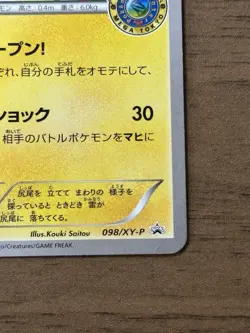 モン 高さ:0.4m 重さ:6.0kg
MEGA TOKYO
ープン!
ぞれ、自分の手札をオモテにして、
ショック 30
相手のバトルポケモンをマヒに
尻尾を 立てて まわりの 様子を
探っていると ときどき 雷が
尻尾に 落ちてくる。
Illus.Kouki Saitou 098/XY-P
o/Creatures/GAME FREAK.